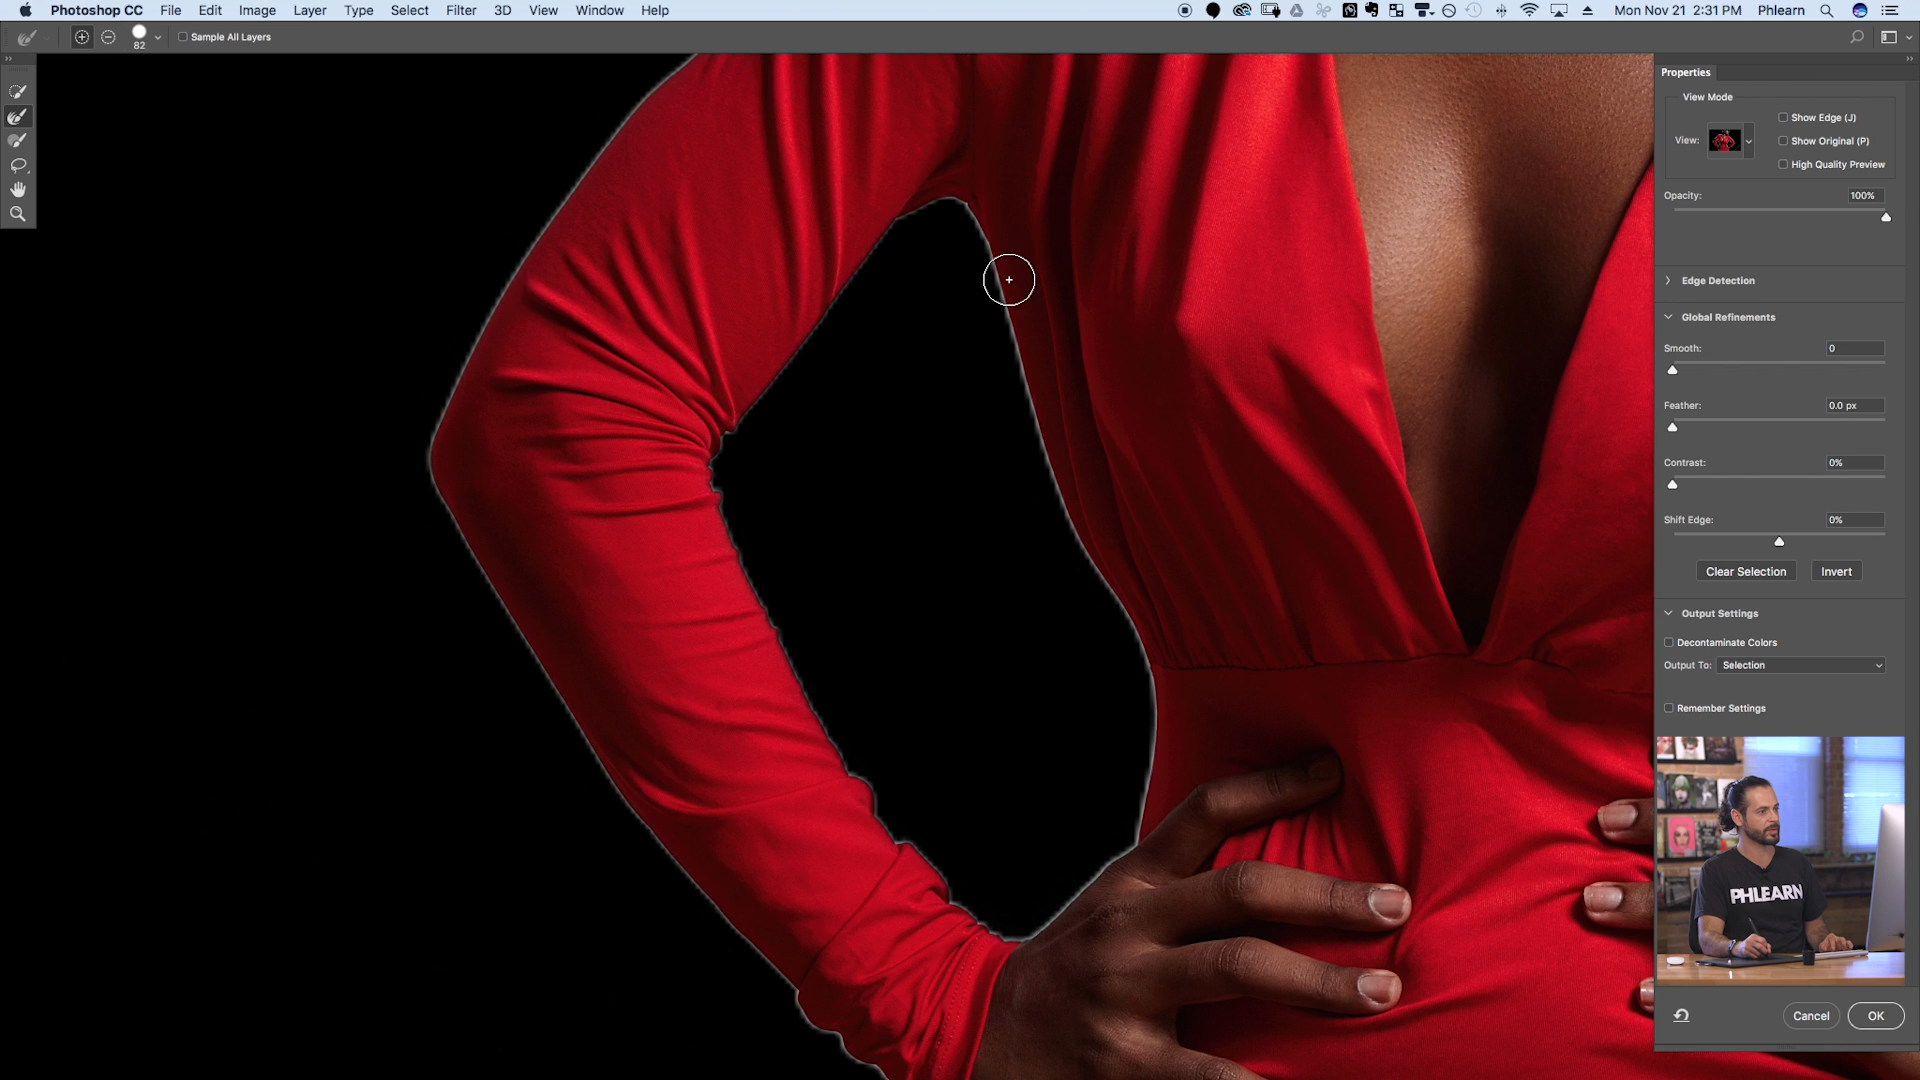 Photoshop CC File Edit Image Layer Type Select Filter 3D View Window Help Mon Nov 21 2:31 PM Phlearn
82 Sample All Layers
Properties
View Mode
Show Edge (J)
View: Show Original (P)
High Quality Preview
Opacity: 100%
Edge Detection
Global Refinements
Smooth: 0
Feather: 0.0 px
Contrast: 0%
Shift Edge: 0%
Clear Selection Invert
Output Settings
Decontaminate Colors
Output To: Selection
Remember Settings
PHLEARN
Cancel OK